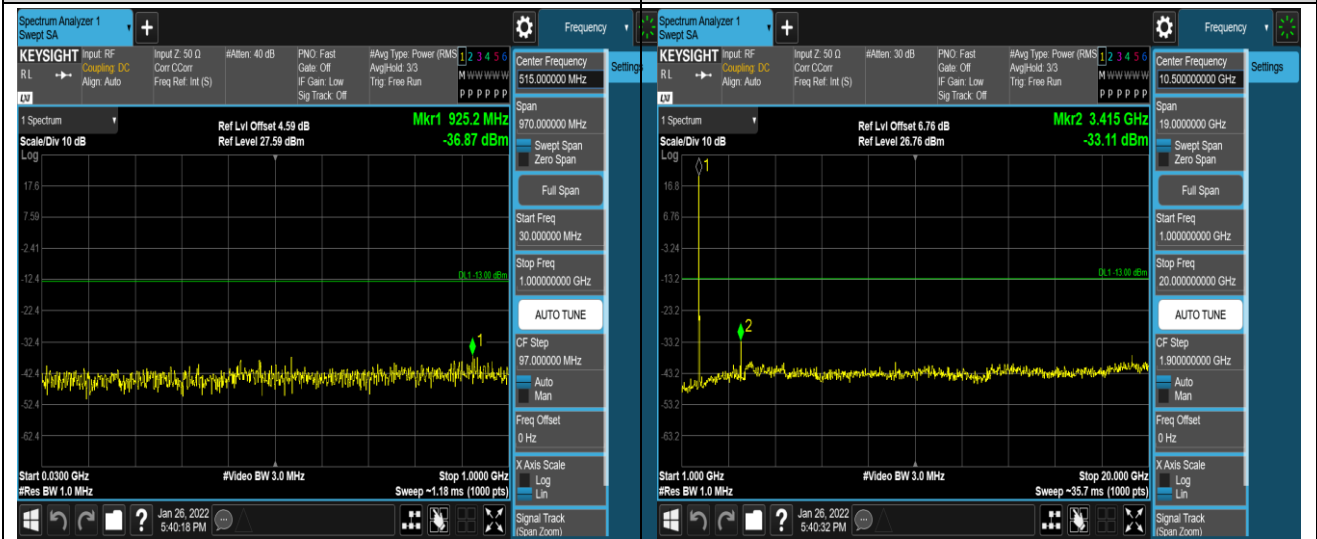 Spectrum Analyzer 1
Swept SA
+
Frequency
KEYSIGHT
RL
LXI
Input: RF
Coupling: DC
Align: Auto
Input Z: 50 Ω
Corr CCorr
Freq Ref: Int (S)
#Atten: 40 dB
PNO: Fast
Gate: Off
IF Gain: Low
Sig Track: Off
#Avg Type: Power (RMS
Avg|Hold: 3/3
Trig: Free Run
1 2 3 4 5 6
M W W W W W
P P P P P P
Center Frequency
515.000000 MHz
Settings
Span
970.000000 MHz
Swept Span
Zero Span
Full Span
Start Freq
30.000000 MHz
Stop Freq
1.000000000 GHz
AUTO TUNE
CF Step
97.000000 MHz
Auto
Man
Freq Offset
0 Hz
X Axis Scale
Log
Lin
Signal Track
(Span Zoom)
1 Spectrum
Scale/Div 10 dB
Log
Ref Lvl Offset 4.59 dB
Ref Level 27.59 dBm
Mkr1 925.2 MHz
-36.87 dBm
17.6
7.59
-2.41
-12.4
DL1 -13.00 dBm
-22.4
-32.4
1
-42.4
-52.4
-62.4
Start 0.0300 GHz
#Res BW 1.0 MHz
#Video BW 3.0 MHz
Stop 1.0000 GHz
Sweep ~1.18 ms (1000 pts)
?
Jan 26, 2022
5:40:18 PM
Spectrum Analyzer 1
Swept SA
+
Frequency
KEYSIGHT
RL
LXI
Input: RF
Coupling: DC
Align: Auto
Input Z: 50 Ω
Corr CCorr
Freq Ref: Int (S)
#Atten: 30 dB
PNO: Fast
Gate: Off
IF Gain: Low
Sig Track: Off
#Avg Type: Power (RMS
Avg|Hold: 3/3
Trig: Free Run
1 2 3 4 5 6
M W W W W W
P P P P P P
Center Frequency
10.500000000 GHz
Settings
Span
19.0000000 GHz
Swept Span
Zero Span
Full Span
Start Freq
1.000000000 GHz
Stop Freq
20.000000000 GHz
AUTO TUNE
CF Step
1.900000000 GHz
Auto
Man
Freq Offset
0 Hz
X Axis Scale
Log
Lin
Signal Track
(Span Zoom)
1 Spectrum
Scale/Div 10 dB
Log
Ref Lvl Offset 6.76 dB
Ref Level 26.76 dBm
Mkr2 3.415 GHz
-33.11 dBm
1
16.8
6.76
-3.24
-13.2
DL1 -13.00 dBm
-23.2
2
-33.2
-43.2
-53.2
-63.2
Start 1.000 GHz
#Res BW 1.0 MHz
#Video BW 3.0 MHz
Stop 20.000 GHz
Sweep ~35.7 ms (1000 pts)
?
Jan 26, 2022
5:40:32 PM